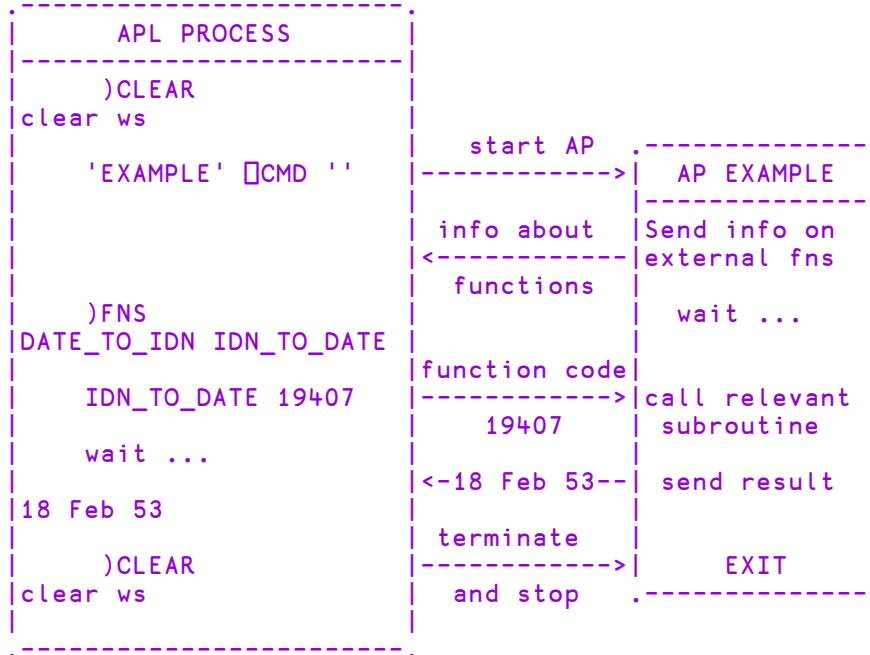 .------------------------.
|      APL PROCESS       |
|------------------------|
|     )CLEAR             |
|clear ws                |
|                        |   start AP  .--------------
|    'EXAMPLE' ⎕CMD ''   |------------>|  AP EXAMPLE
|                        |             |--------------
|                        | info about  |Send info on
|                        |<------------|external fns
|                        |  functions  |
|    )FNS                |             |  wait ...
|DATE_TO_IDN IDN_TO_DATE |             |
|                        |function code|
|    IDN_TO_DATE 19407   |------------>|call relevant
|                        |    19407    | subroutine
|    wait ...            |             |
|                        |<-18 Feb 53--| send result
|18 Feb 53               |             |
|                        | terminate   |
|     )CLEAR             |------------>|     EXIT
|clear ws                |  and stop   .--------------
|                        |
.------------------------.